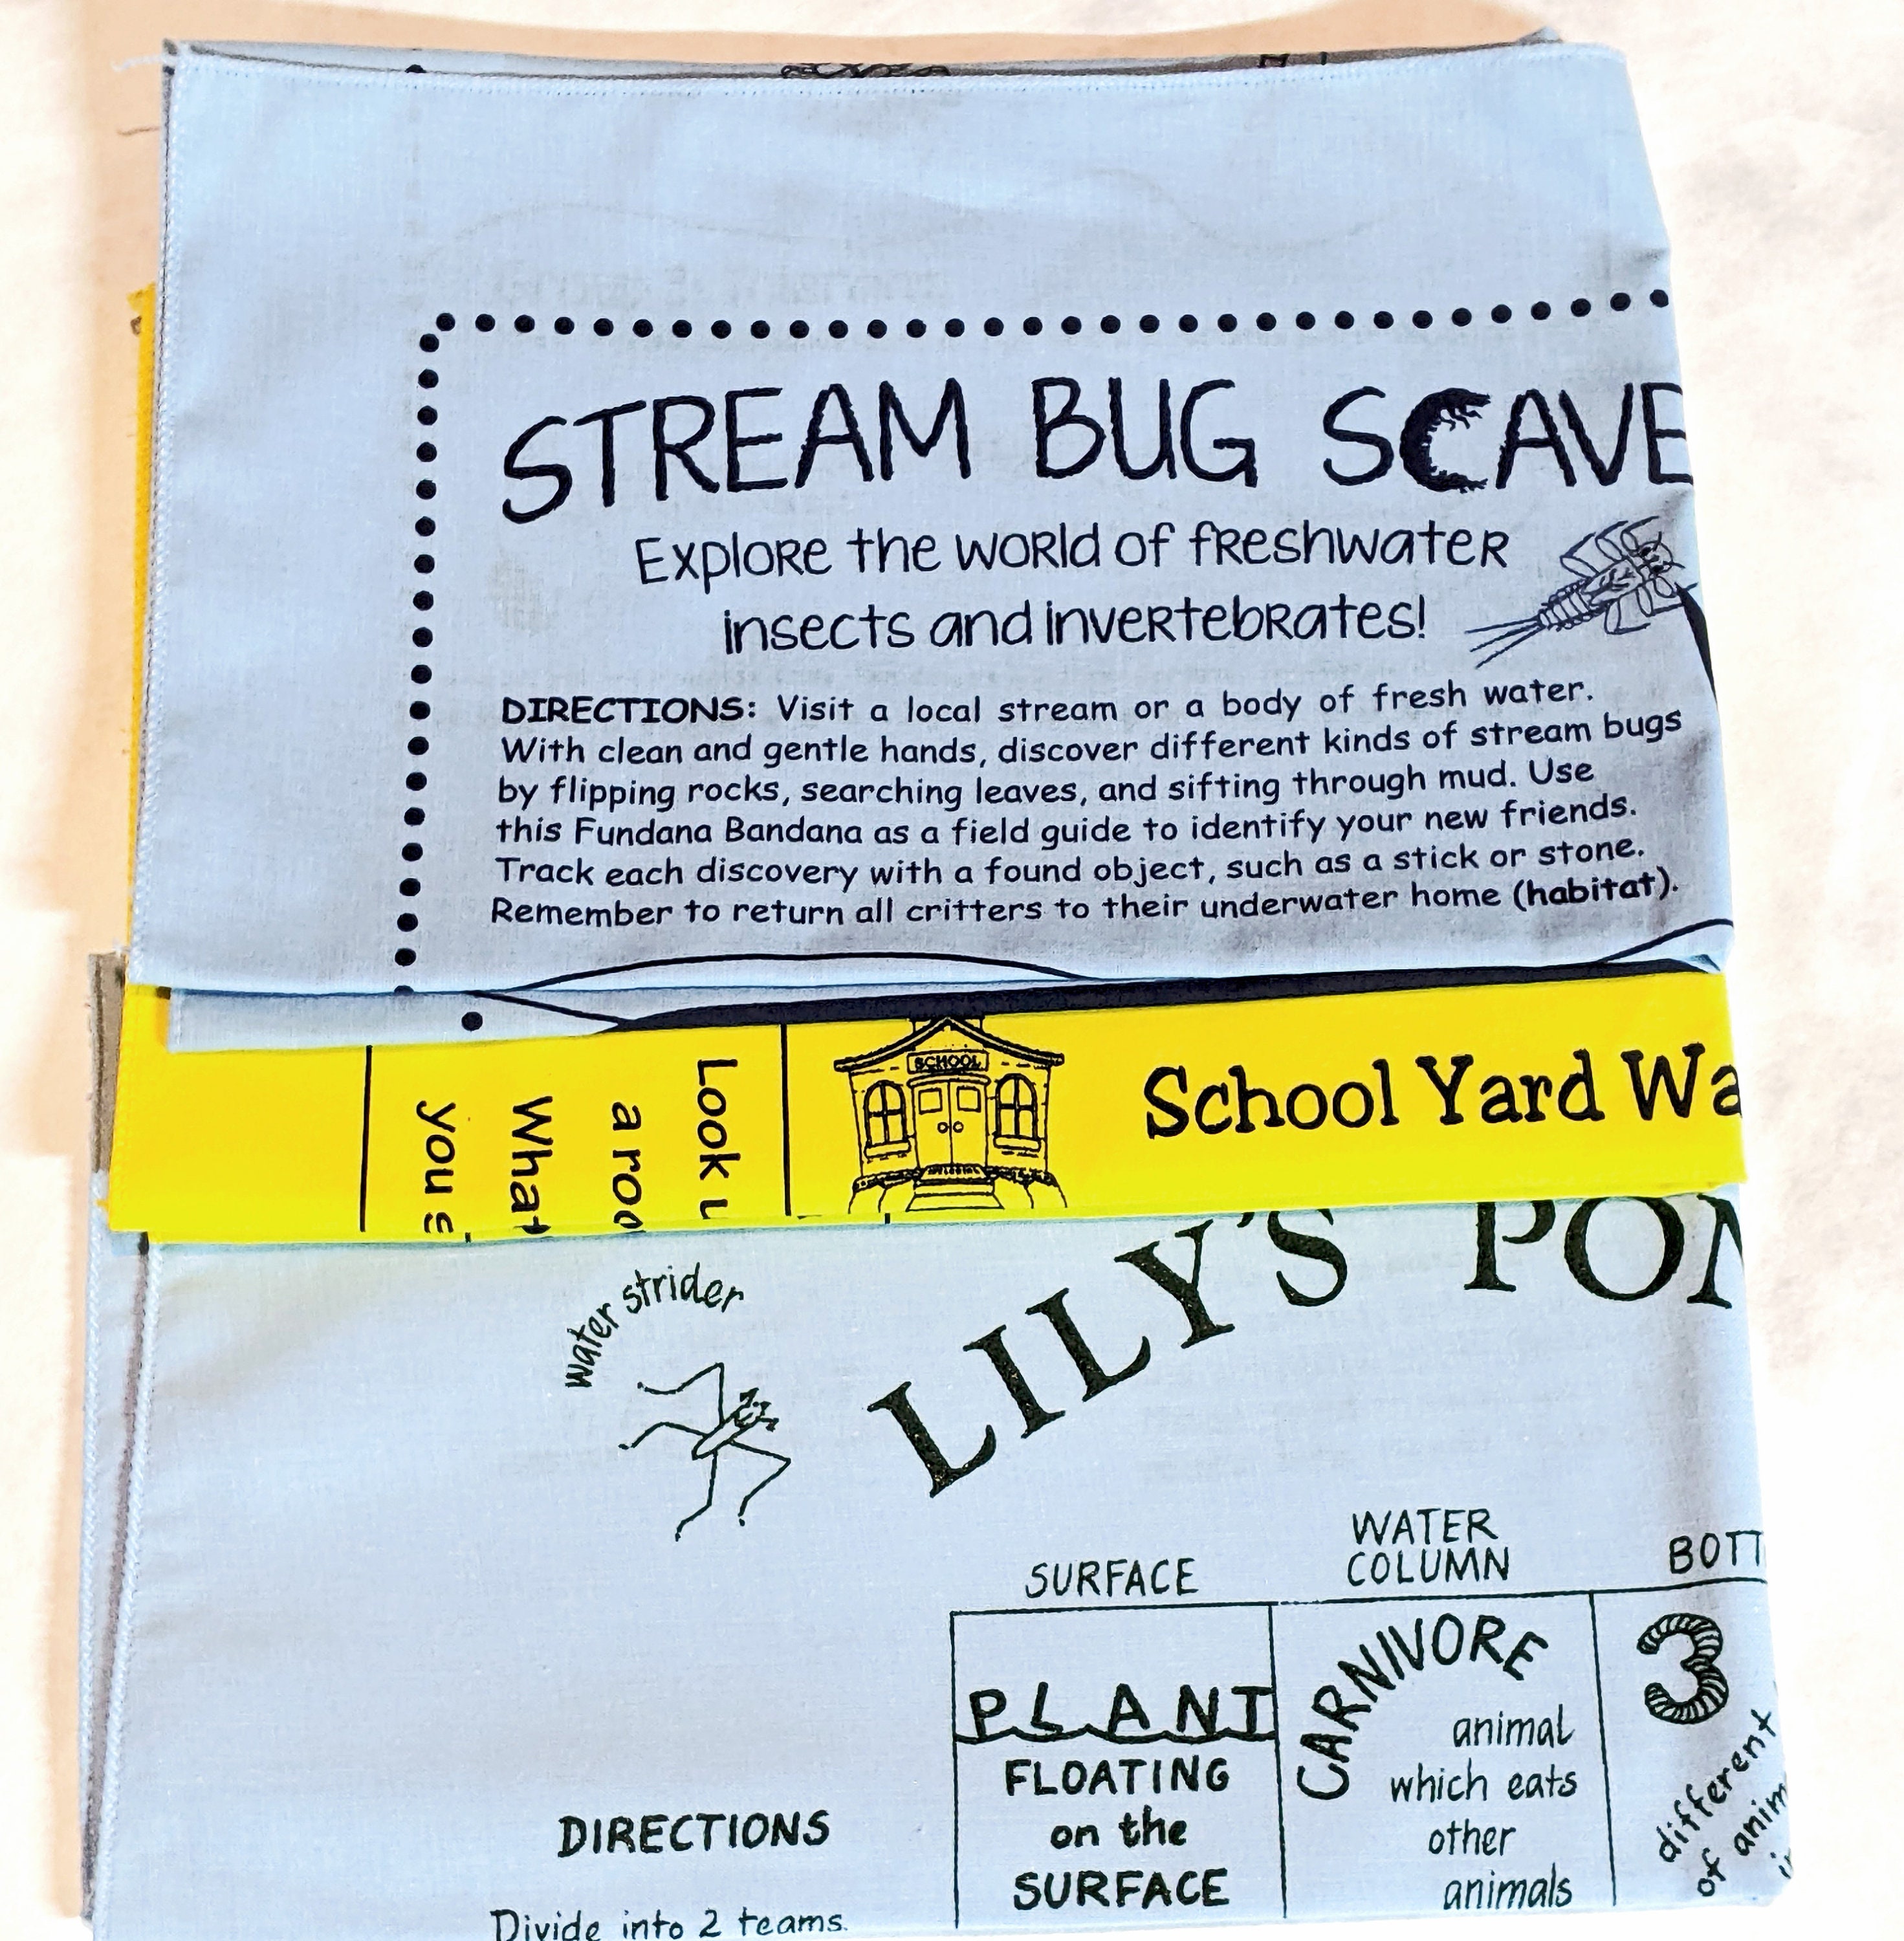 STREAM BUG SCAVE
Explore the world of freshwater
insects and invertebrates!
DIRECTIONS: Visit a local stream or a body of fresh water.
With clean and gentle hands, discover different kinds of stream bugs
by flipping rocks, searching leaves, and sifting through mud. Use
this Fundana Bandana as a field guide to identify your new friends.
Track each discovery with a found object, such as a stick or stone.
Remember to return all critters to their underwater home (habitat).
Look
a
What
you
SCHOOL
School Yard Wa
water strider
LILY'S PON
SURFACE
WATER
COLUMN
BOTT
PLANT
FLOATING
on the
SURFACE
CARNIVORE
animal
which eats
other
animals
3
different
of anim
DIRECTIONS
Divide into 2 teams.